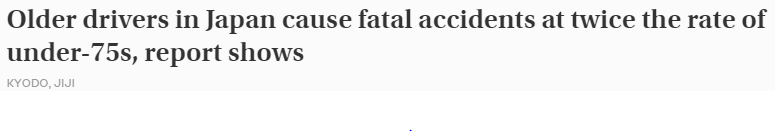 Older drivers in Japan cause fatal accidents at twice the rate of
under-75s, report shows
KYODO, JIJI